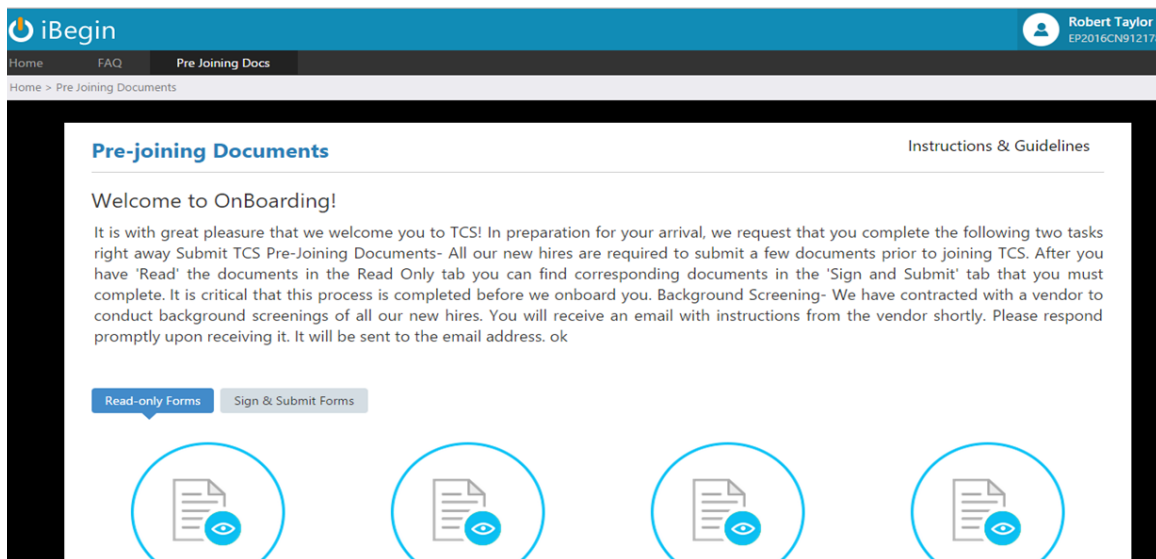 iBegin
Robert Taylor
EP2016CN91217
Home FAQ Pre Joining Docs
Home > Pre Joining Documents
Pre-joining Documents
Instructions & Guidelines
Welcome to OnBoarding!
It is with great pleasure that we welcome you to TCS! In preparation for your arrival, we request that you complete the following two tasks
right away Submit TCS Pre-Joining Documents- All our new hires are required to submit a few documents prior to joining TCS. After you
have 'Read' the documents in the Read Only tab you can find corresponding documents in the 'Sign and Submit' tab that you must
complete. It is critical that this process is completed before we onboard you. Background Screening- We have contracted with a vendor to
conduct background screenings of all our new hires. You will receive an email with instructions from the vendor shortly. Please respond
promptly upon receiving it. It will be sent to the email address. ok
Read-only Forms Sign & Submit Forms